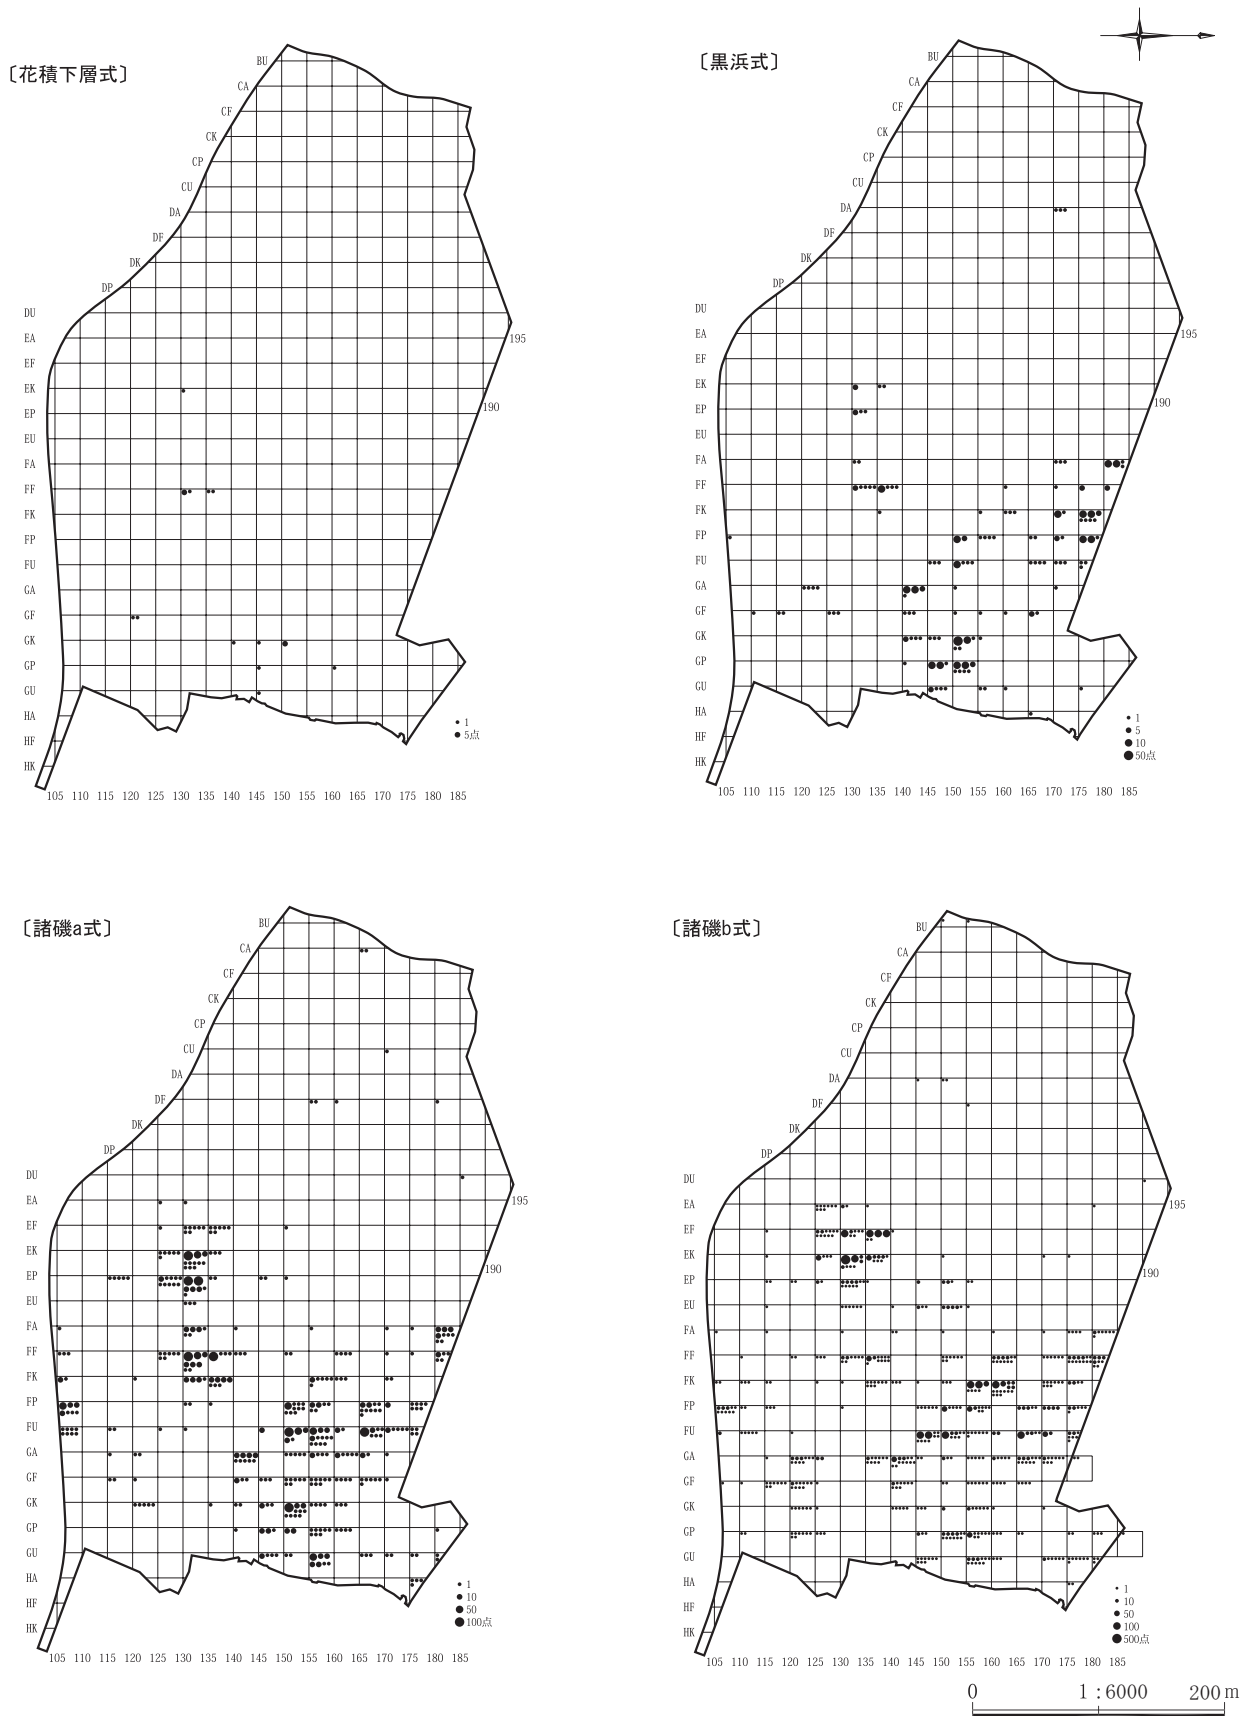 〔花積下層式〕
BU
CA
CF
CK
CP
CU
DA
DF
DK
DP
DU
EA
EF
EK
EP
EU
FA
FF
FK
FP
FU
GA
GF
GK
GP
GU
HA
HF
HK
195
190
1
5点
105 110 115 120 125 130 135 140 145 150 155 160 165 170 175 180 185
〔黒浜式〕
BU
CA
CF
CK
CP
CU
DA
DF
DK
DP
DU
EA
EF
EK
EP
EU
FA
FF
FK
FP
FU
GA
GF
GK
GP
GU
HA
HF
HK
195
190
1
5
10
50点
105 110 115 120 125 130 135 140 145 150 155 160 165 170 175 180 185
〔諸磯a式〕
BU
CA
CF
CK
CP
CU
DA
DF
DK
DP
DU
EA
EF
EK
EP
EU
FA
FF
FK
FP
FU
GA
GF
GK
GP
GU
HA
HF
HK
195
190
1
10
50
100点
105 110 115 120 125 130 135 140 145 150 155 160 165 170 175 180 185
〔諸磯b式〕
BU
CA
CF
CK
CP
CU
DA
DF
DK
DP
DU
EA
EF
EK
EP
EU
FA
FF
FK
FP
FU
GA
GF
GK
GP
GU
HA
HF
HK
195
190
1
10
50
100
500点
105 110 115 120 125 130 135 140 145 150 155 160 165 170 175 180 185
0 1:6000 200m